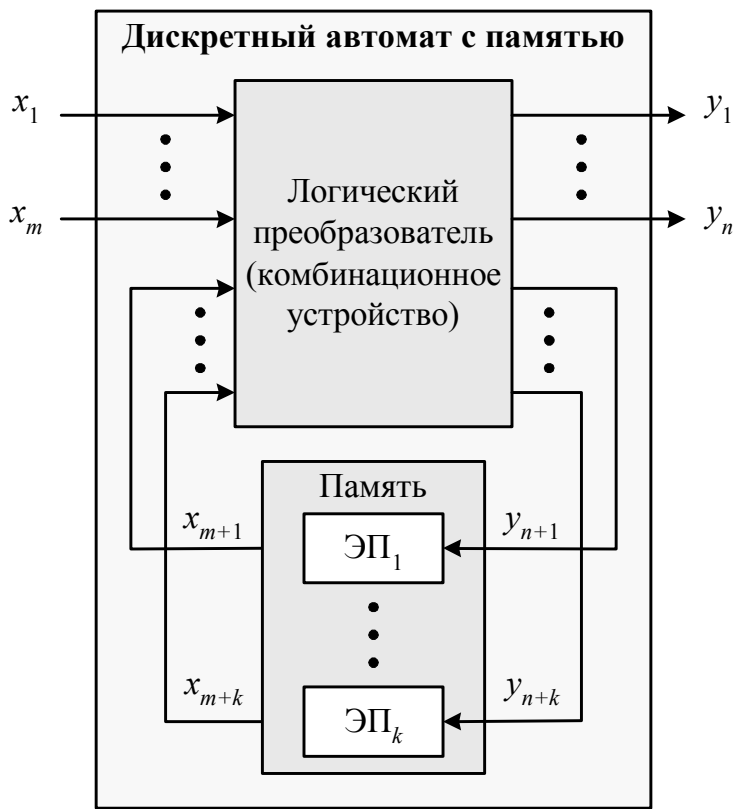 Дискретный автомат с памятью
x₁
y₁
xₘ
yₙ
Логический
преобразователь
(комбинационное
устройство)
Память
xₘ₊₁
ЭП₁
yₙ₊₁
xₘ₊ₖ
ЭПₖ
yₙ₊ₖ